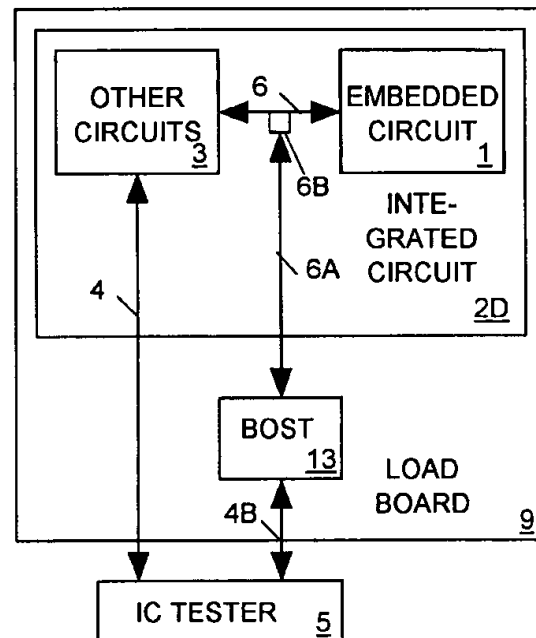 OTHER
CIRCUITS
3
6
6B
EMBEDDED
CIRCUIT
1
6A
INTE-
GRATED
CIRCUIT
2D
4
BOST
13
LOAD
BOARD
9
4B
IC TESTER
5